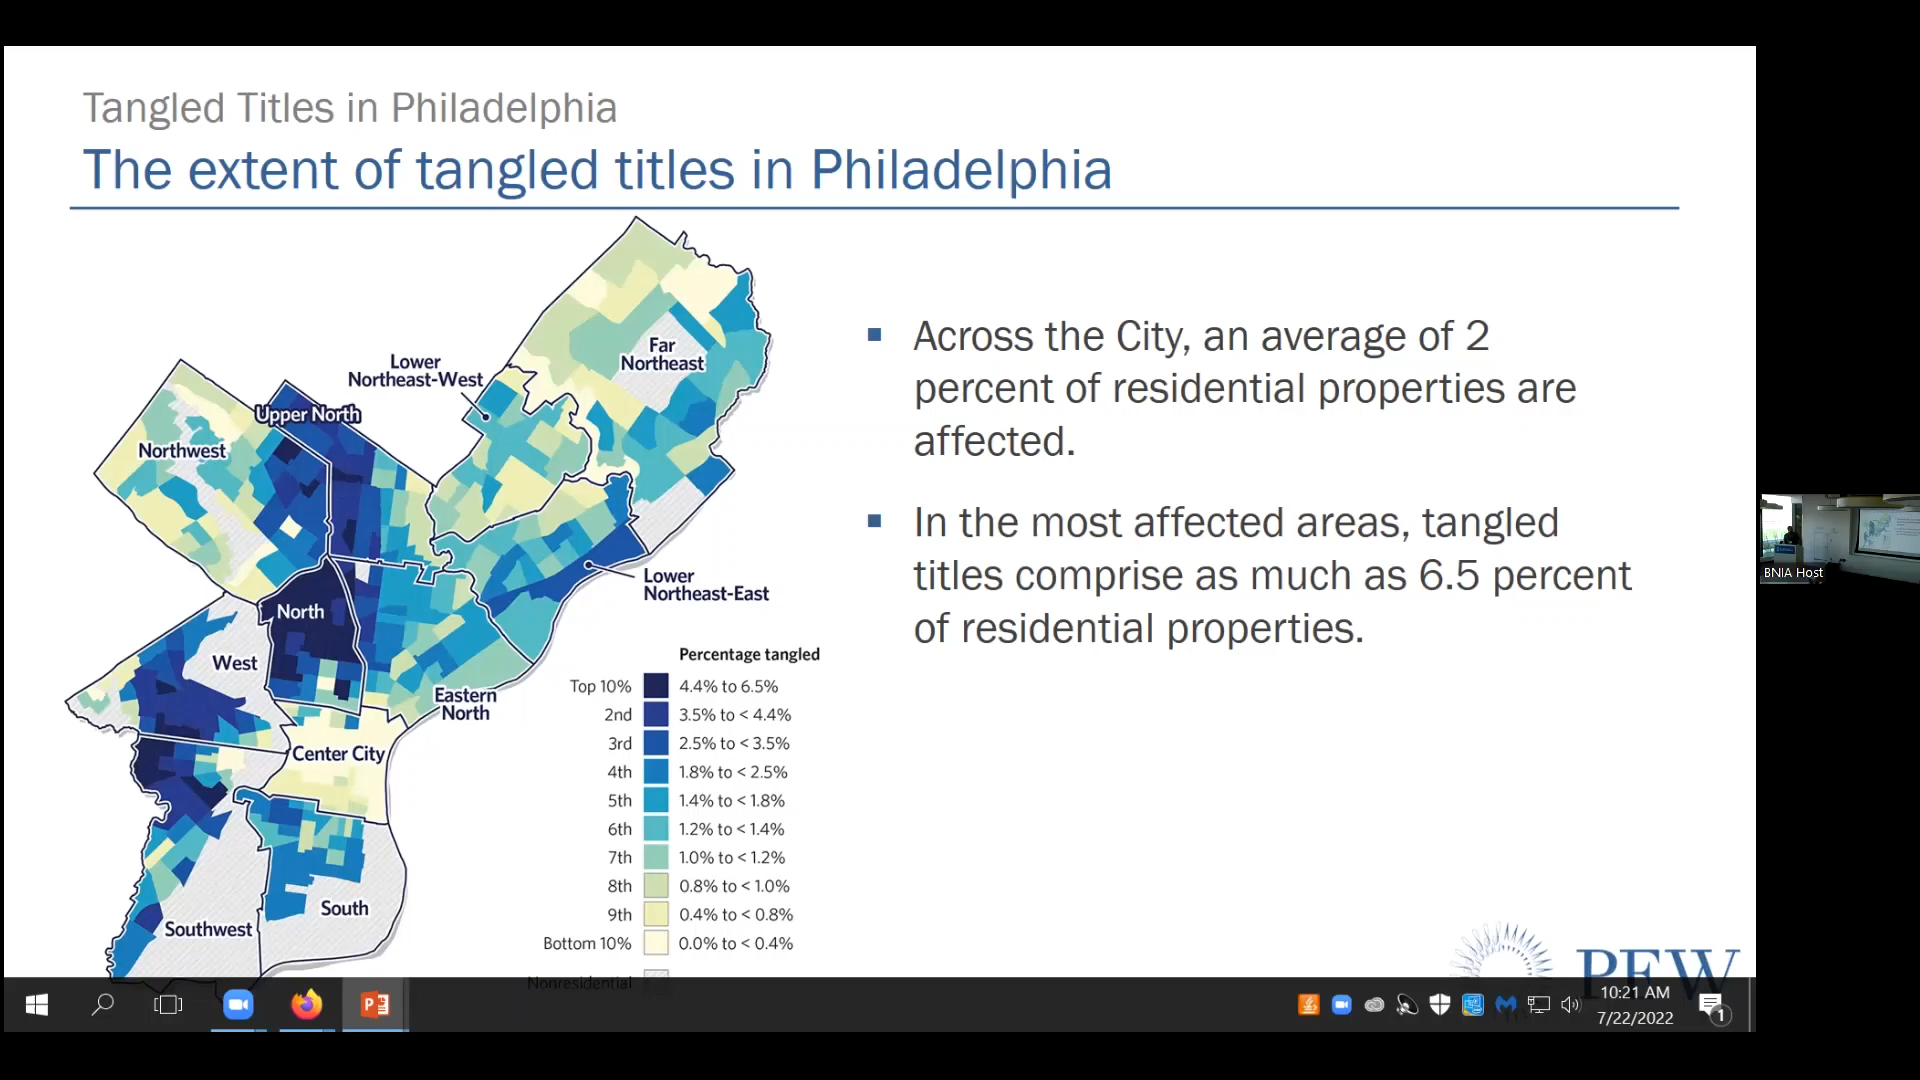 Tangled Titles in Philadelphia
The extent of tangled titles in Philadelphia
Across the City, an average of 2
percent of residential properties are
affected.
In the most affected areas, tangled
titles comprise as much as 6.5 percent
of residential properties.
Far
Northeast
Lower
Northeast-West
Upper North
Northwest
Lower
Northeast-East
North
West
Eastern
North
Center City
South
Southwest
Percentage tangled
Top 10% 4.4% to 6.5%
2nd 3.5% to < 4.4%
3rd 2.5% to < 3.5%
4th 1.8% to < 2.5%
5th 1.4% to < 1.8%
6th 1.2% to < 1.4%
7th 1.0% to < 1.2%
8th 0.8% to < 1.0%
9th 0.4% to < 0.8%
Bottom 10% 0.0% to < 0.4%
Nonresidential
PEW
BNIA Host
10:21 AM
7/22/2022
1